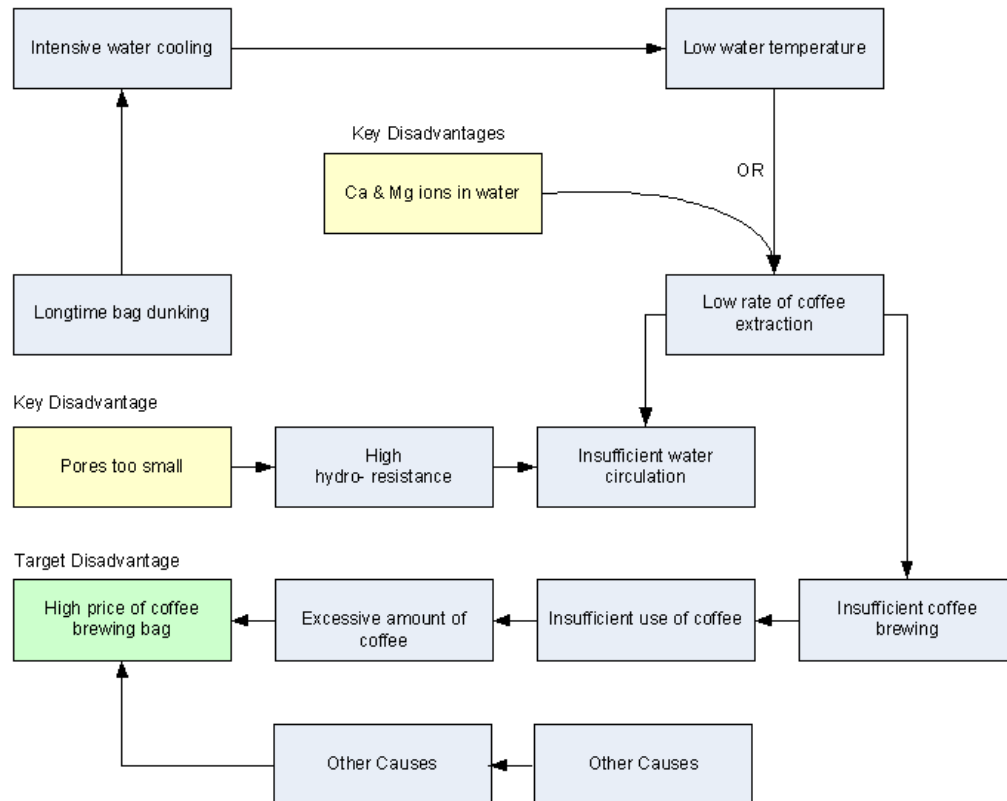 Intensive water cooling
Low water temperature
Key Disadvantages
Ca & Mg ions in water
OR
Longtime bag dunking
Low rate of coffee
extraction
Key Disadvantage
Pores too small
High
hydro- resistance
Insufficient water
circulation
Target Disadvantage
High price of coffee
brewing bag
Excessive amount of
coffee
Insufficient use of coffee
Insufficient coffee
brewing
Other Causes
Other Causes